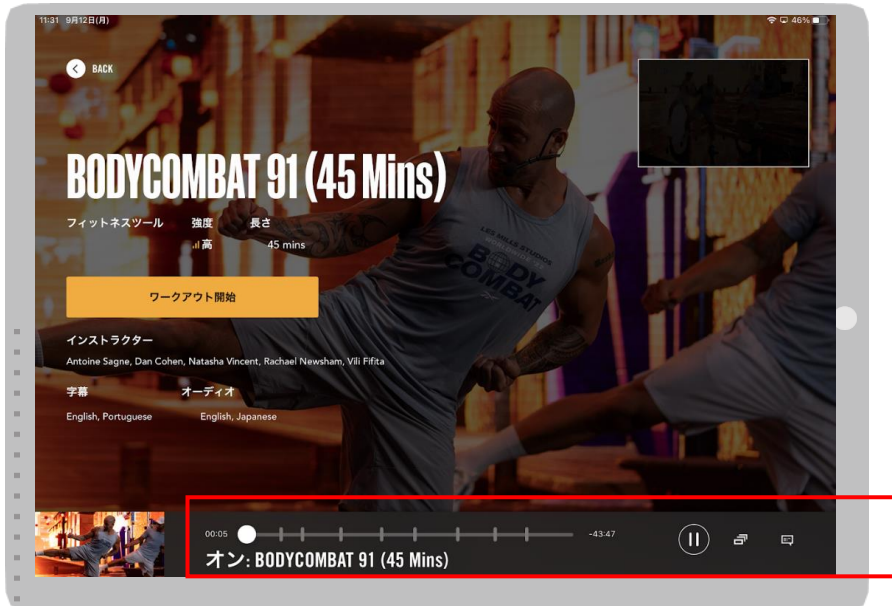 11:31 9月12日(月)
46%
BACK
BODYCOMBAT 91 (45 Mins)
フィットネスツール 強度 長さ
高 45 mins
ワークアウト開始
インストラクター
Antoine Sagne, Dan Cohen, Natasha Vincent, Rachael Newsham, Vili Fifita
字幕 オーディオ
English, Portuguese English, Japanese
LES MILLS STUDIOS
BODY
COMBAT
00:05 -43:47
オン: BODYCOMBAT 91 (45 Mins)